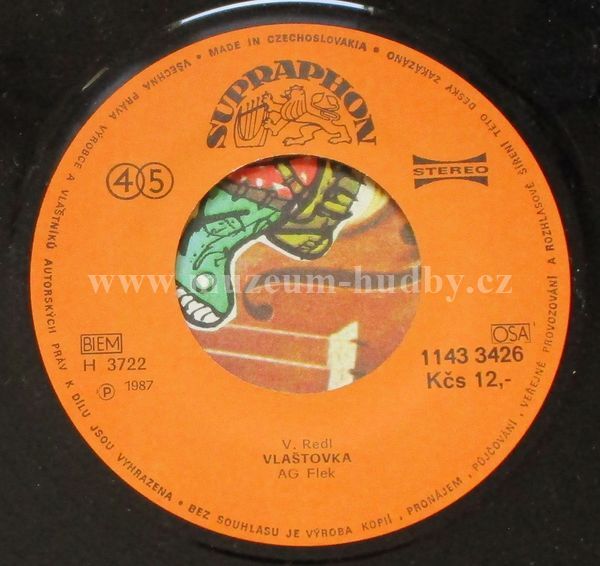 • VŠECHNA PRÁVA VÝROBCE A VLASTNÍKŮ AUTORSKÝCH PRÁV K DÍLU JSOU VYHRAZENA • BEZ SOUHLASU JE VÝROBA KOPIÍ, PRONÁJEM, PŮJČOVÁNÍ, VEŘEJNÉ PROVOZOVÁNÍ A ROZHLASOVÉ ŠÍŘENÍ TÉTO DESKY ZAKÁZÁNO • MADE IN CZECHOSLOVAKIA
SUPRAPHON
45
STEREO
www.muzeum-hudby.cz
BIEM
OSA
H 3722
1143 3426
Ⓟ 1987
Kčs 12,-
V. Redl
VLAŠTOVKA
AG Flek